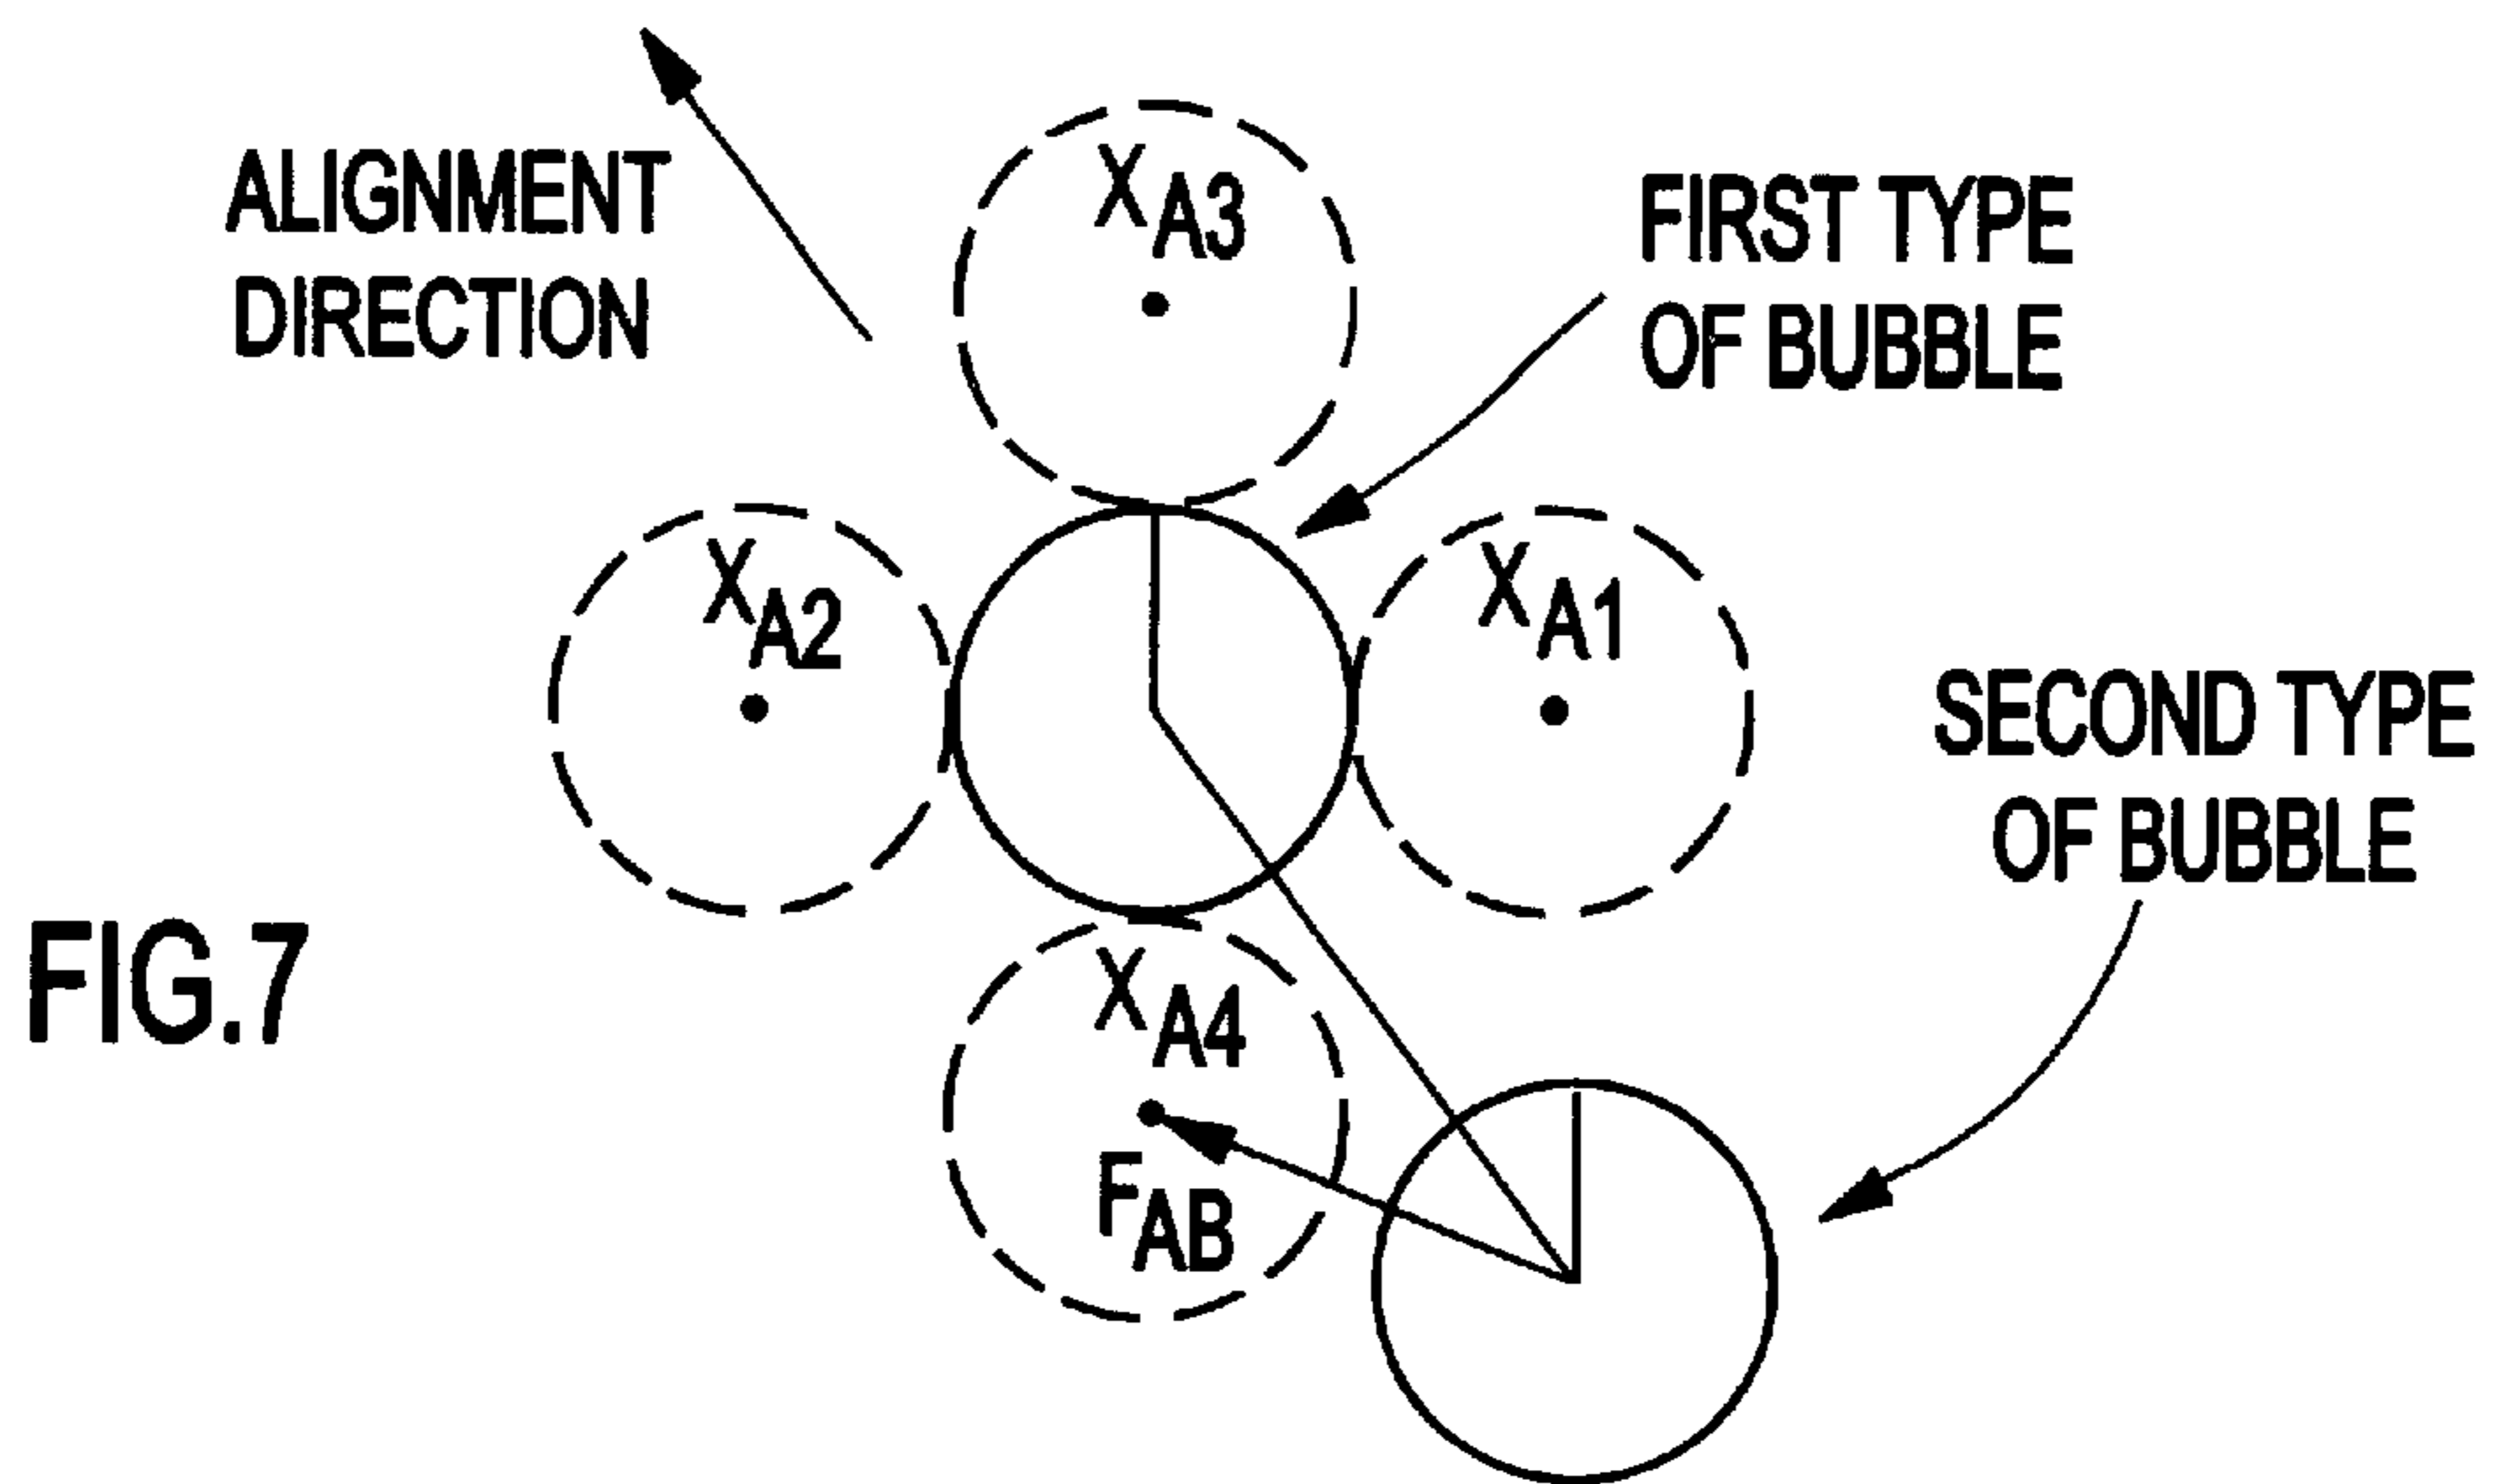 ALIGNMENT
DIRECTION
XA3
FIRST TYPE
OF BUBBLE
XA2
XA1
SECOND TYPE
OF BUBBLE
FIG.7
XA4
FAB